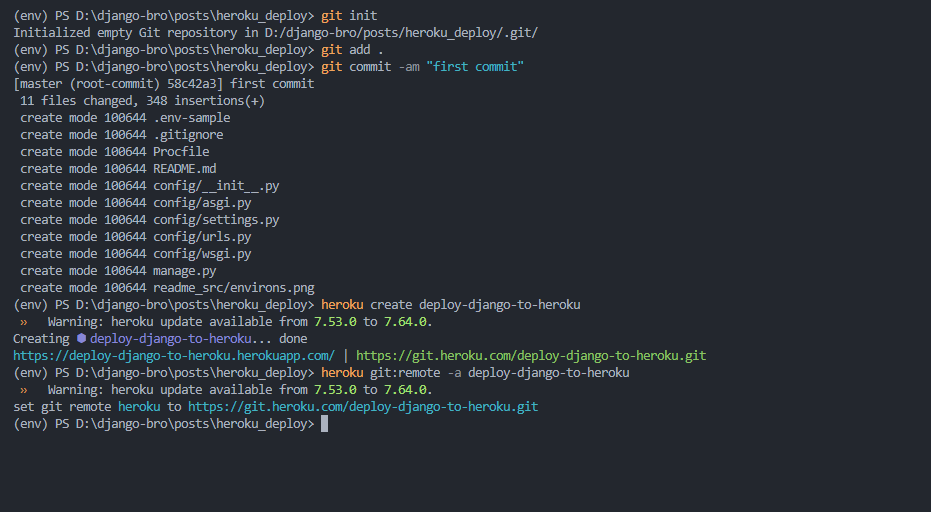 (env) PS D:\django-bro\posts\heroku_deploy> git init
Initialized empty Git repository in D:/django-bro/posts/heroku_deploy/.git/
(env) PS D:\django-bro\posts\heroku_deploy> git add .
(env) PS D:\django-bro\posts\heroku_deploy> git commit -am "first commit"
[master (root-commit) 58c42a3] first commit
 11 files changed, 348 insertions(+)
 create mode 100644 .env-sample
 create mode 100644 .gitignore
 create mode 100644 Procfile
 create mode 100644 README.md
 create mode 100644 config/__init__.py
 create mode 100644 config/asgi.py
 create mode 100644 config/settings.py
 create mode 100644 config/urls.py
 create mode 100644 config/wsgi.py
 create mode 100644 manage.py
 create mode 100644 readme_src/environs.png
(env) PS D:\django-bro\posts\heroku_deploy> heroku create deploy-django-to-heroku
 »   Warning: heroku update available from 7.53.0 to 7.64.0.
Creating ⬢ deploy-django-to-heroku... done
https://deploy-django-to-heroku.herokuapp.com/ | https://git.heroku.com/deploy-django-to-heroku.git
(env) PS D:\django-bro\posts\heroku_deploy> heroku git:remote -a deploy-django-to-heroku
 »   Warning: heroku update available from 7.53.0 to 7.64.0.
set git remote heroku to https://git.heroku.com/deploy-django-to-heroku.git
(env) PS D:\django-bro\posts\heroku_deploy>